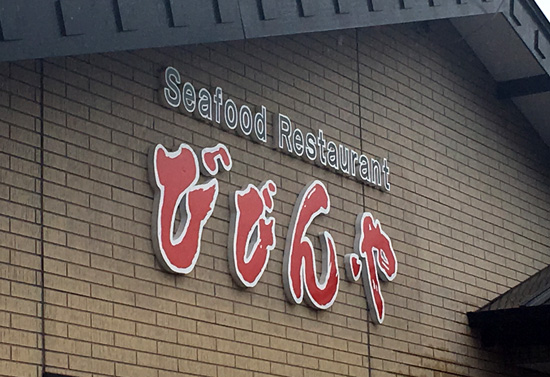 Seafood Restaurant
びびんや